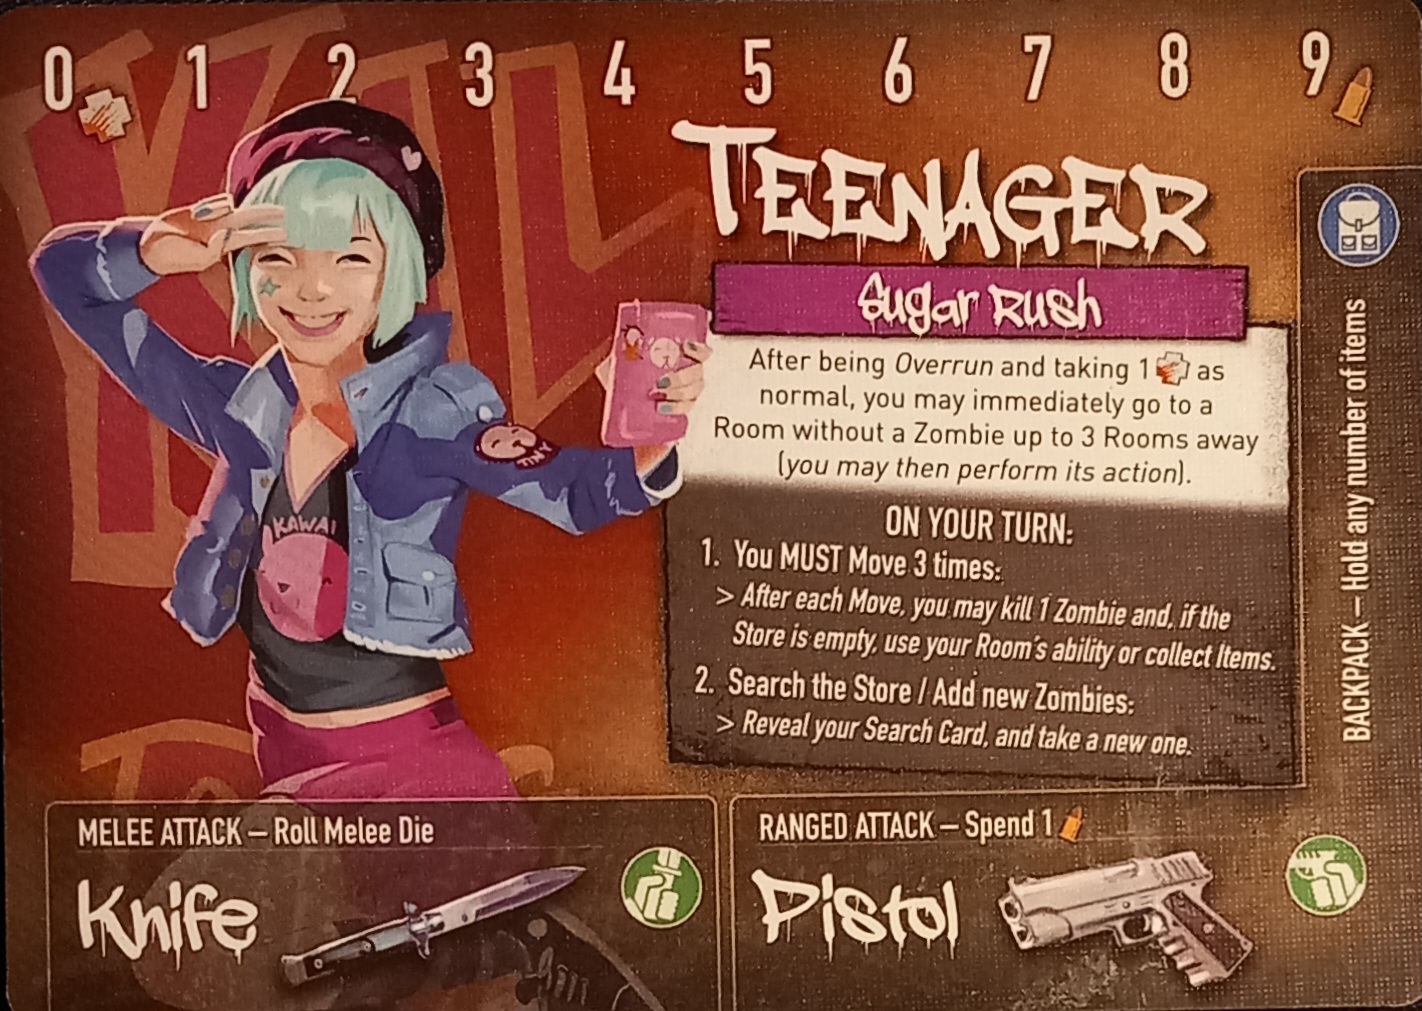 0 1 2 3 4 5 6 7 8 9
TEENAGER
Sugar Rush
After being Overrun and taking 1 as
normal, you may immediately go to a
Room without a Zombie up to 3 Rooms away
(you may then perform its action).
ON YOUR TURN:
1. You MUST Move 3 times:
> After each Move, you may kill 1 Zombie and, if the
Store is empty, use your Room's ability or collect Items.
2. Search the Store / Add new Zombies:
> Reveal your Search Card, and take a new one.
BACKPACK – Hold any number of items
TINY
KAWAI
MELEE ATTACK – Roll Melee Die
Knife
RANGED ATTACK – Spend 1
Pistol